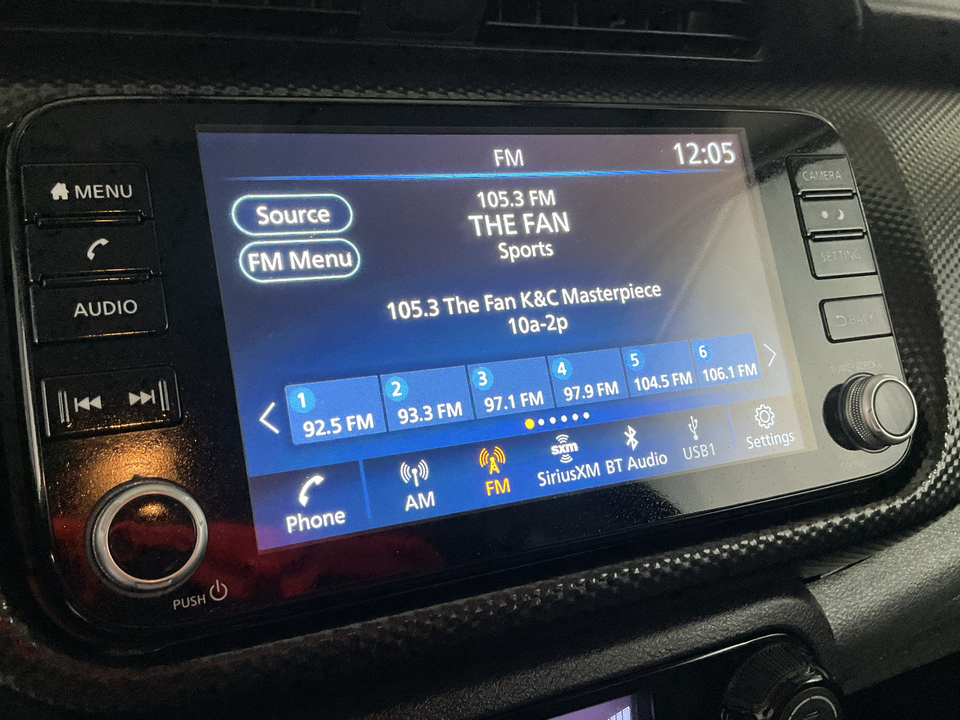 FM
12:05
MENU
AUDIO
PUSH
Source
FM Menu
105.3 FM
THE FAN
Sports
105.3 The Fan K&C Masterpiece
10a-2p
1
92.5 FM
2
93.3 FM
3
97.1 FM
4
97.9 FM
5
104.5 FM
6
106.1 FM
Phone
AM
FM
sxm
SiriusXM
BT Audio
USB1
Settings
CAMERA
SETTING
BACK